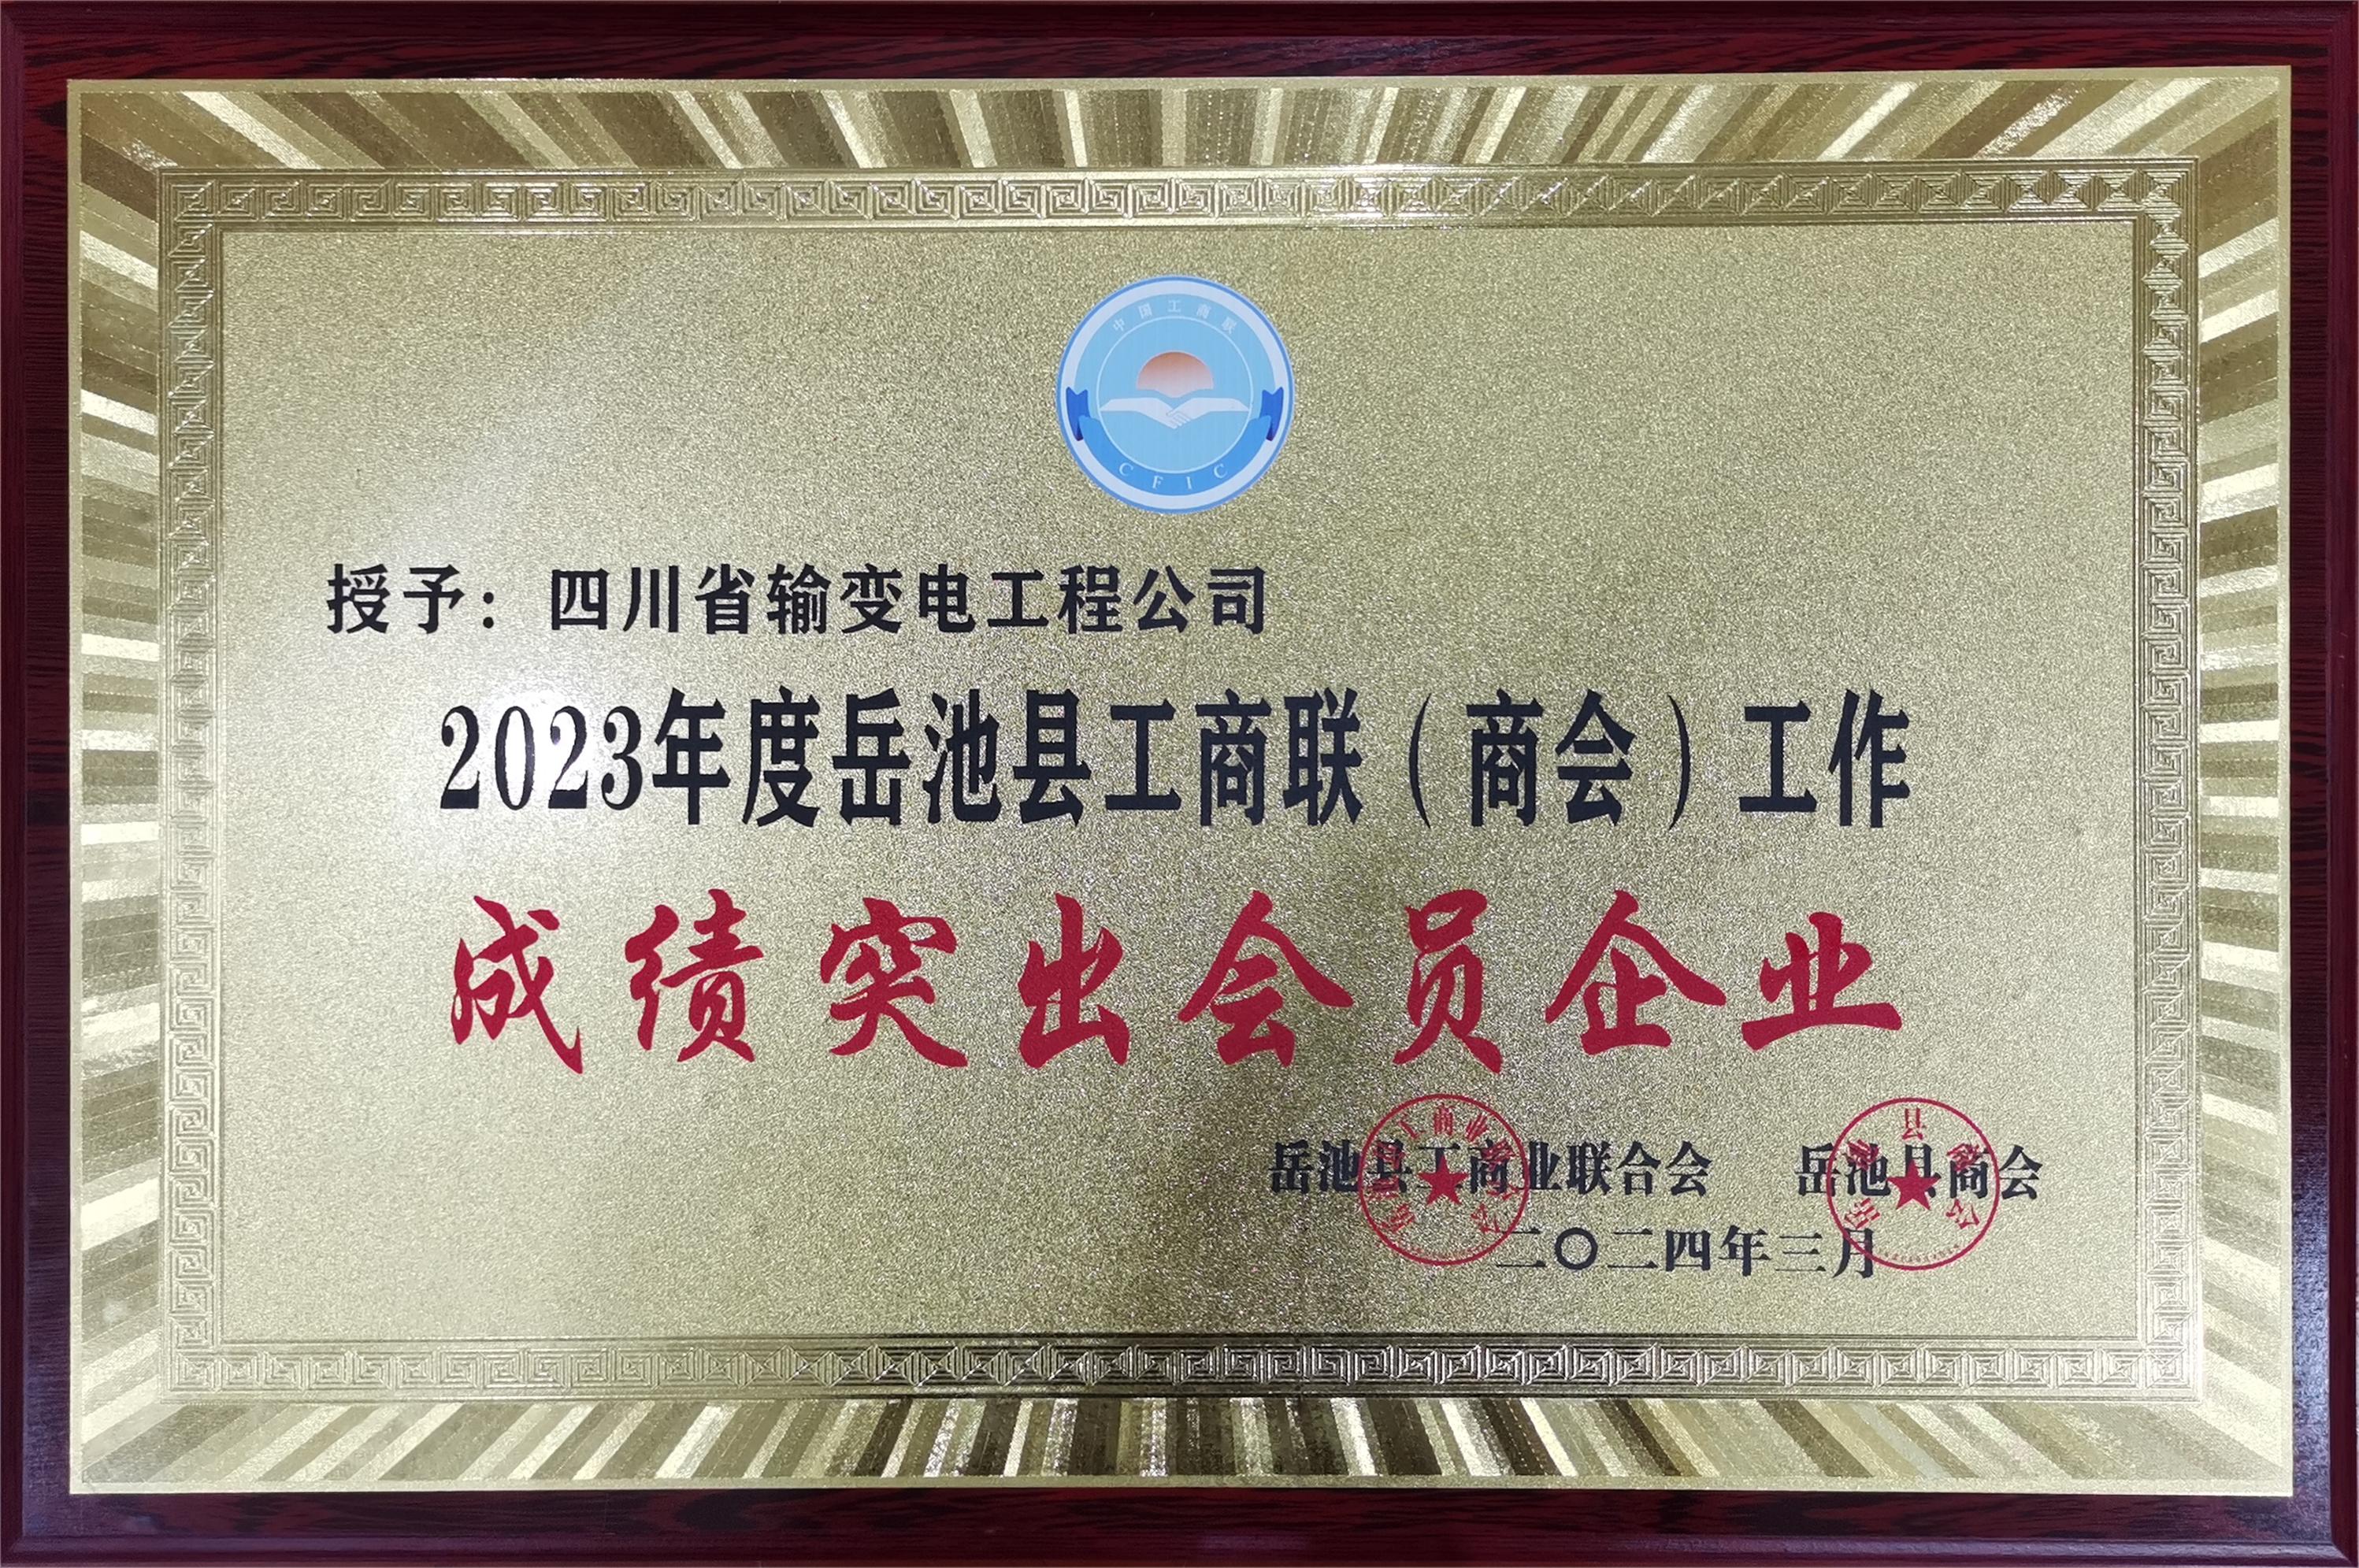 中国工商联
CFIC
授予：四川省输变电工程公司
2023年度岳池县工商联（商会）工作
成绩突出会员企业
岳池县工商业联合会 岳池县商会
二〇二四年三月